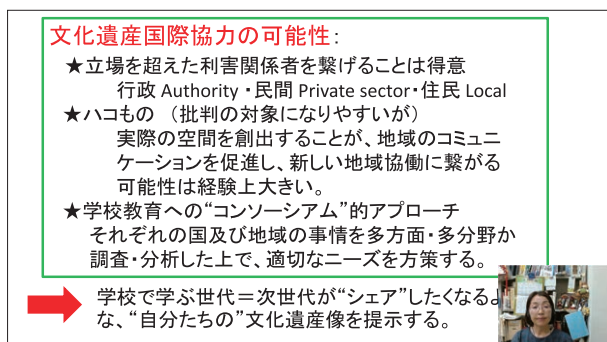 文化遺産国際協力の可能性：
★立場を超えた利害関係者を繋げることは得意
行政 Authority ・民間 Private sector・住民 Local
★ハコもの （批判の対象になりやすいが）
実際の空間を創出することが、地域のコミュニ
ケーションを促進し、新しい地域協働に繋がる
可能性は経験上大きい。
★学校教育への“コンソーシアム”的アプローチ
それぞれの国及び地域の事情を多方面・多分野か
調査・分析した上で、適切なニーズを方策する。
学校で学ぶ世代＝次世代が“シェア”したくなるよ
な、“自分たちの”文化遺産像を提示する。